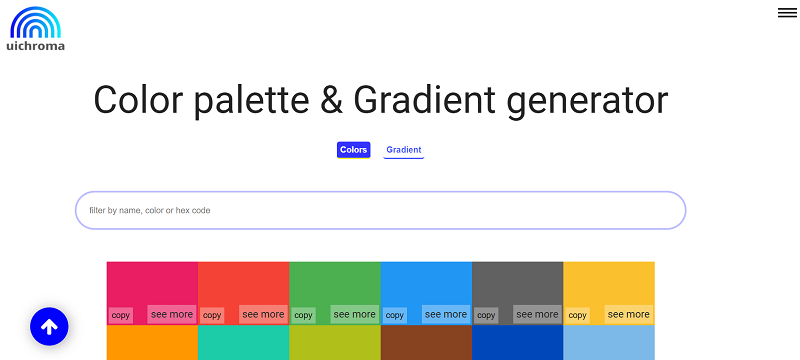 uichroma
Color palette & Gradient generator
Colors Gradient
filter by name, color or hex code
copy see more copy see more copy see more copy see more copy see more copy see more